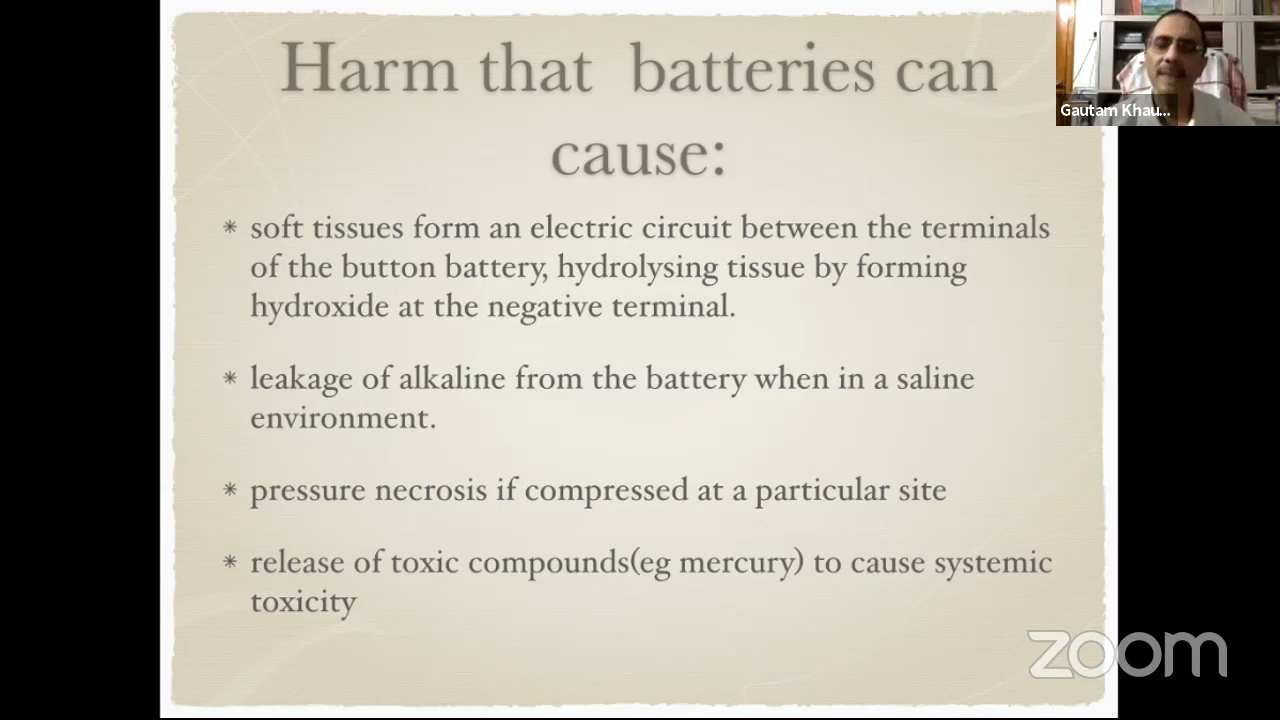 Harm that batteries can
cause:
Gautam Khau...
* soft tissues form an electric circuit between the terminals
of the button battery, hydrolysing tissue by forming
hydroxide at the negative terminal.
* leakage of alkaline from the battery when in a saline
environment.
* pressure necrosis if compressed at a particular site
* release of toxic compounds(eg mercury) to cause systemic
toxicity
zoom